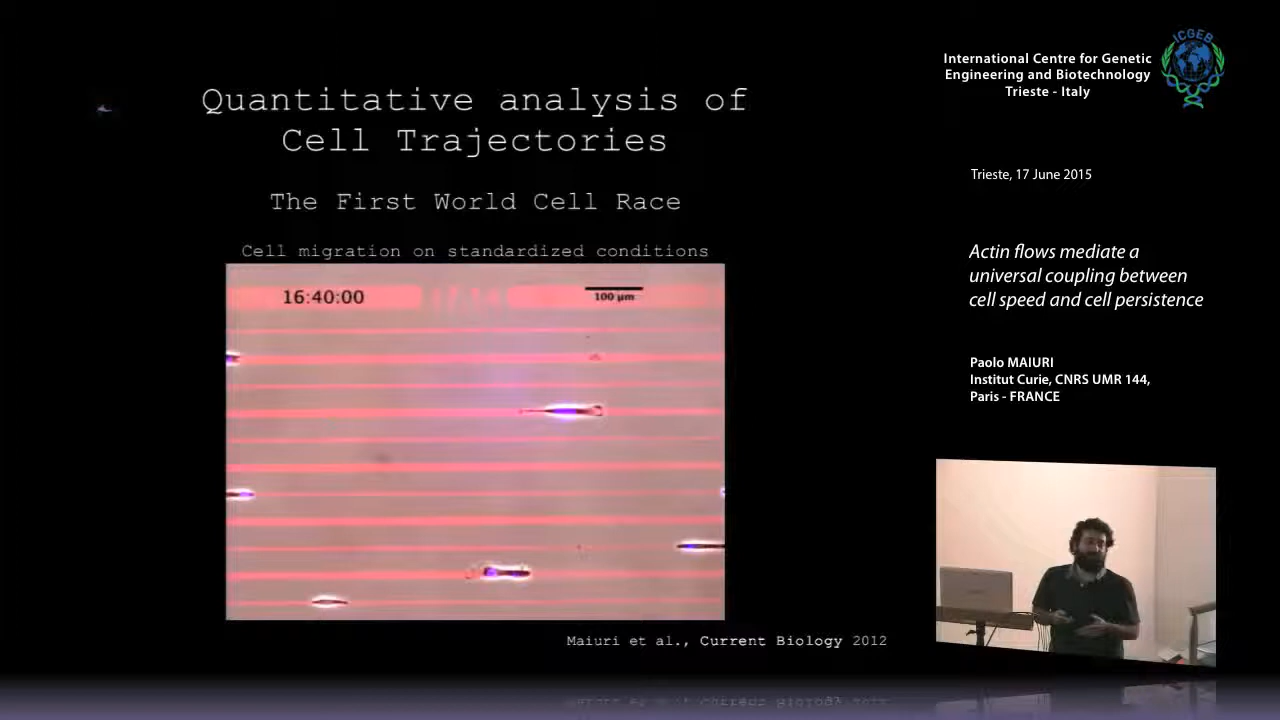 Quantitative analysis of
Cell Trajectories
The First World Cell Race
Cell migration on standardized conditions
16:40:00
100 µm
Maiuri et al., Current Biology 2012
International Centre for Genetic
Engineering and Biotechnology
Trieste - Italy
ICGEB
Trieste, 17 June 2015
Actin flows mediate a
universal coupling between
cell speed and cell persistence
Paolo MAIURI
Institut Curie, CNRS UMR 144,
Paris - FRANCE